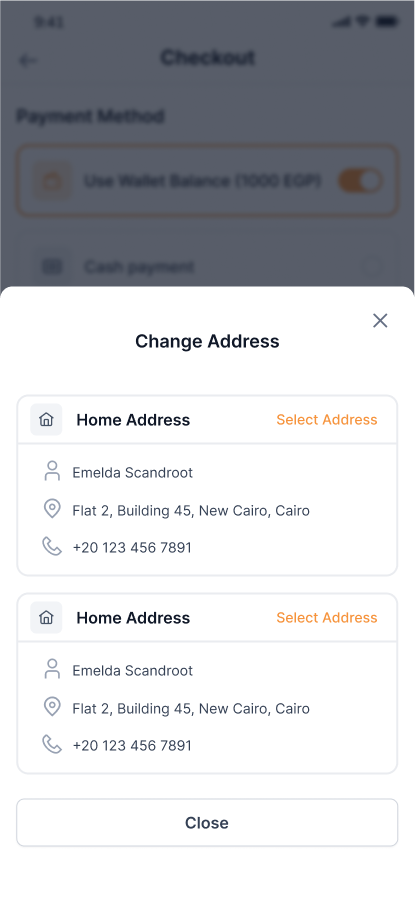 9:41
Checkout
Payment Method
Use Wallet Balance (1000 EGP)
Cash payment
Change Address
Home Address Select Address
Emelda Scandroot
Flat 2, Building 45, New Cairo, Cairo
+20 123 456 7891
Home Address Select Address
Emelda Scandroot
Flat 2, Building 45, New Cairo, Cairo
+20 123 456 7891
Close